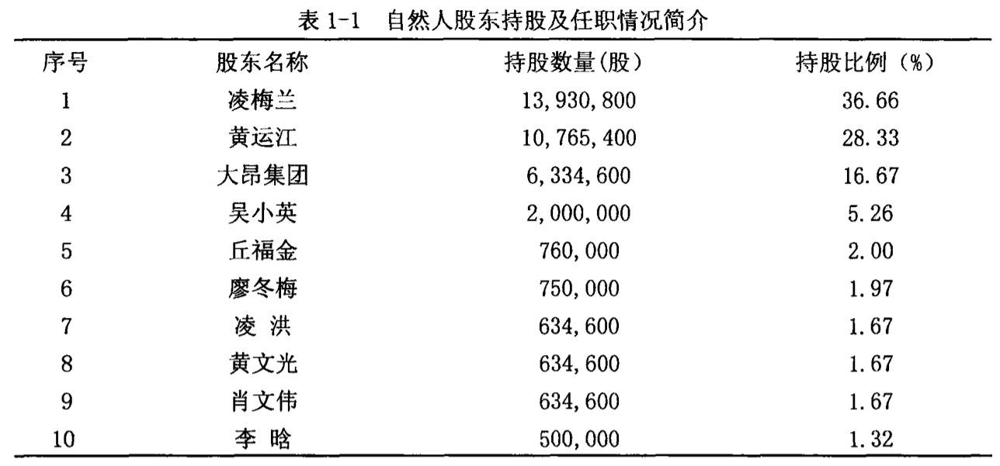 表 1-1 自然人股东持股及任职情况简介
序号 股东名称 持股数量(股) 持股比例 (%)
1 凌梅兰 13,930,800 36.66
2 黄运江 10,765,400 28.33
3 大昂集团 6,334,600 16.67
4 吴小英 2,000,000 5.26
5 丘福金 760,000 2.00
6 廖冬梅 750,000 1.97
7 凌 洪 634,600 1.67
8 黄文光 634,600 1.67
9 肖文伟 634,600 1.67
10 李 晗 500,000 1.32